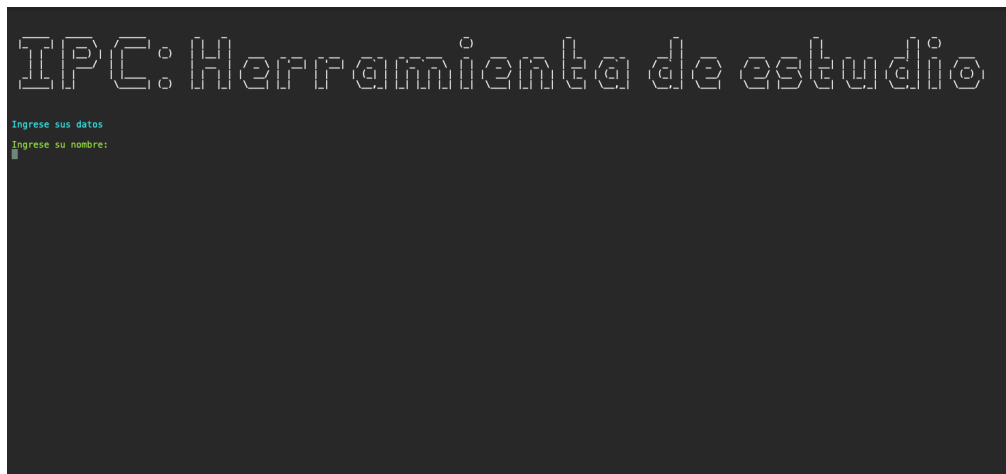 IPC: Herramienta de estudio
Ingrese sus datos
Ingrese su nombre: